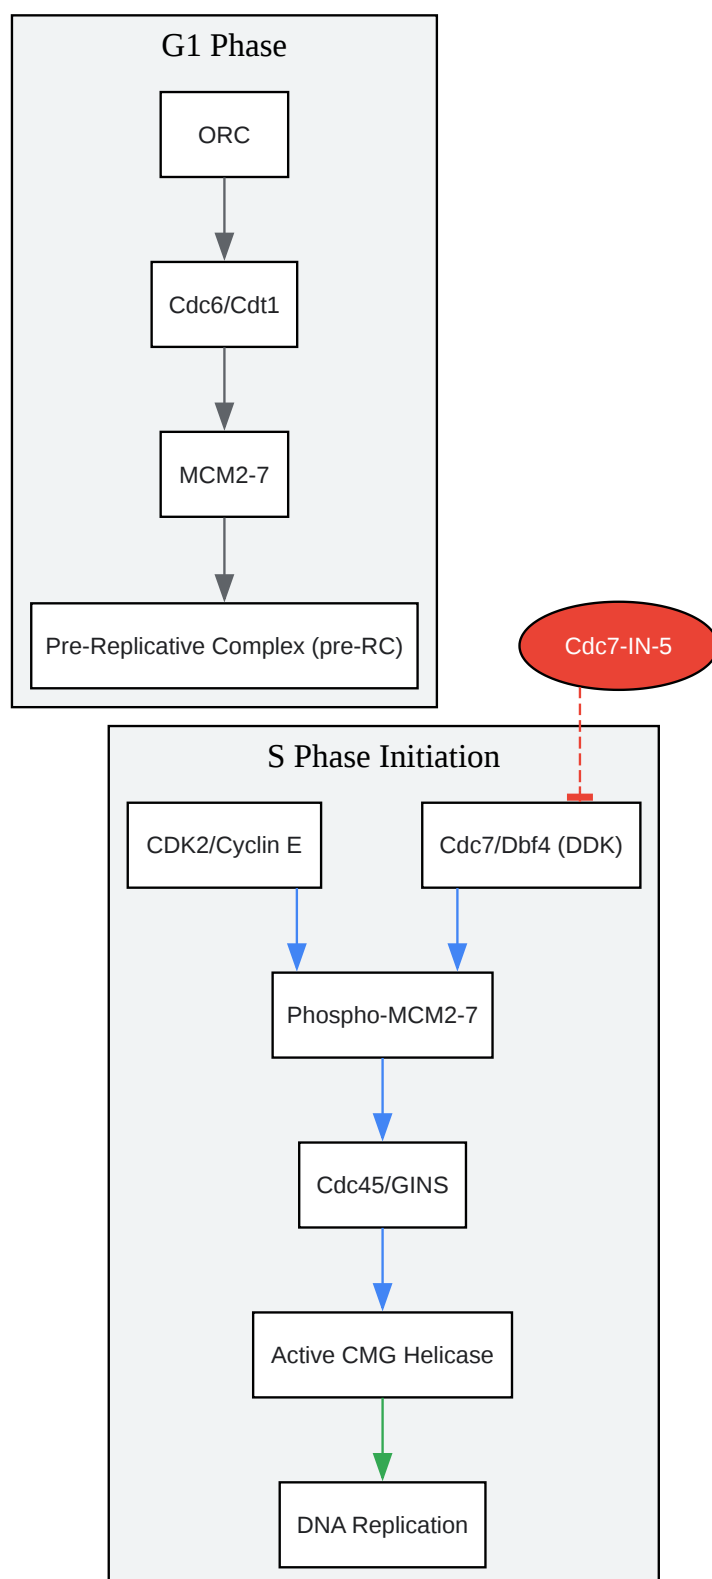 G1 Phase
ORC
Cdc6/Cdt1
MCM2-7
Pre-Replicative Complex (pre-RC)
Cdc7-IN-5
S Phase Initiation
CDK2/Cyclin E
Cdc7/Dbf4 (DDK)
Phospho-MCM2-7
Cdc45/GINS
Active CMG Helicase
DNA Replication